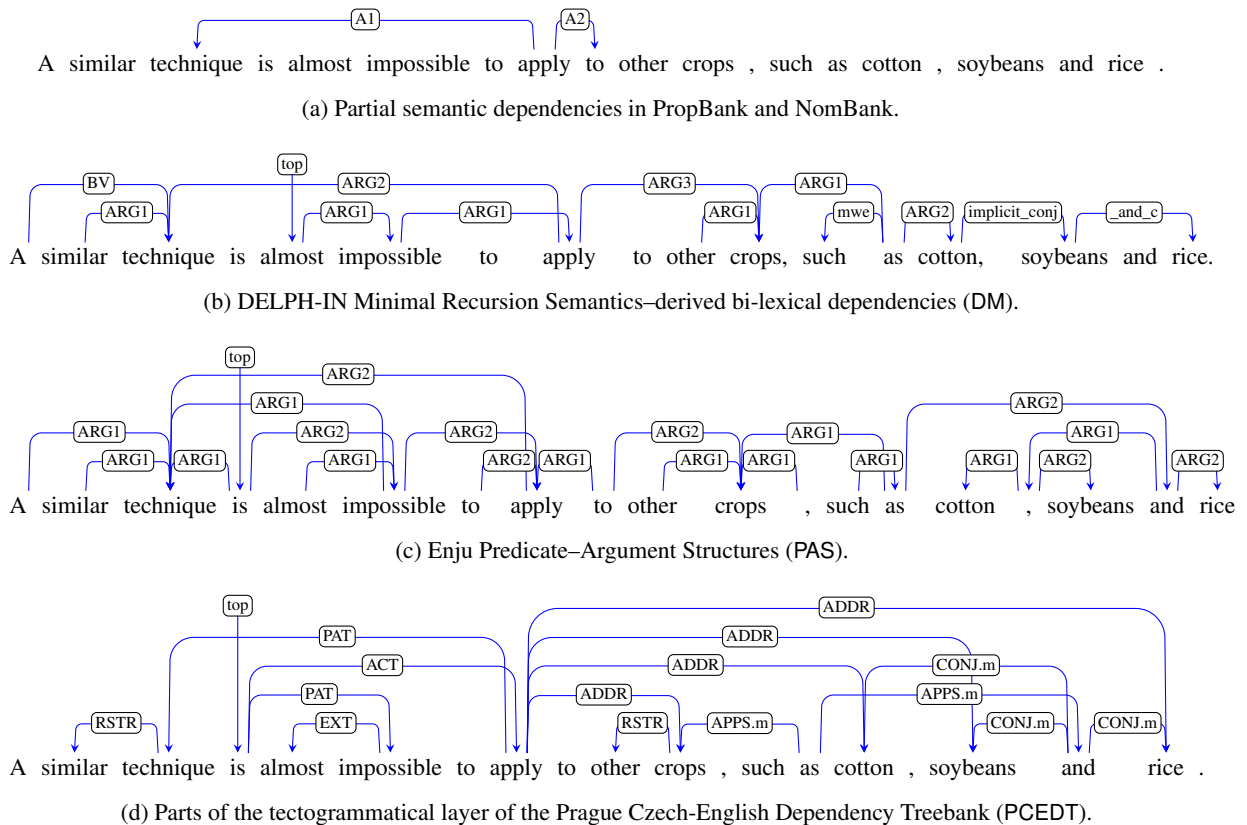 A1 A2
A similar technique is almost impossible to apply to other crops , such as cotton , soybeans and rice .
(a) Partial semantic dependencies in PropBank and NomBank.
top
BV ARG2 ARG3 ARG1
ARG1 ARG1 ARG1 ARG1 mwe ARG2 implicit_conj _and_c
A similar technique is almost impossible to apply to other crops, such as cotton, soybeans and rice.
(b) DELPH-IN Minimal Recursion Semantics–derived bi-lexical dependencies (DM).
top
ARG2
ARG1 ARG2
ARG1 ARG2 ARG2 ARG2 ARG1 ARG1
ARG1 ARG1 ARG1 ARG2 ARG1 ARG1 ARG1 ARG1 ARG1 ARG2 ARG2
A similar technique is almost impossible to apply to other crops , such as cotton , soybeans and rice
(c) Enju Predicate–Argument Structures (PAS).
top ADDR
PAT ADDR
ACT ADDR CONJ.m
PAT ADDR APPS.m
RSTR EXT RSTR APPS.m CONJ.m CONJ.m
A similar technique is almost impossible to apply to other crops , such as cotton , soybeans and rice .
(d) Parts of the tectogrammatical layer of the Prague Czech-English Dependency Treebank (PCEDT).